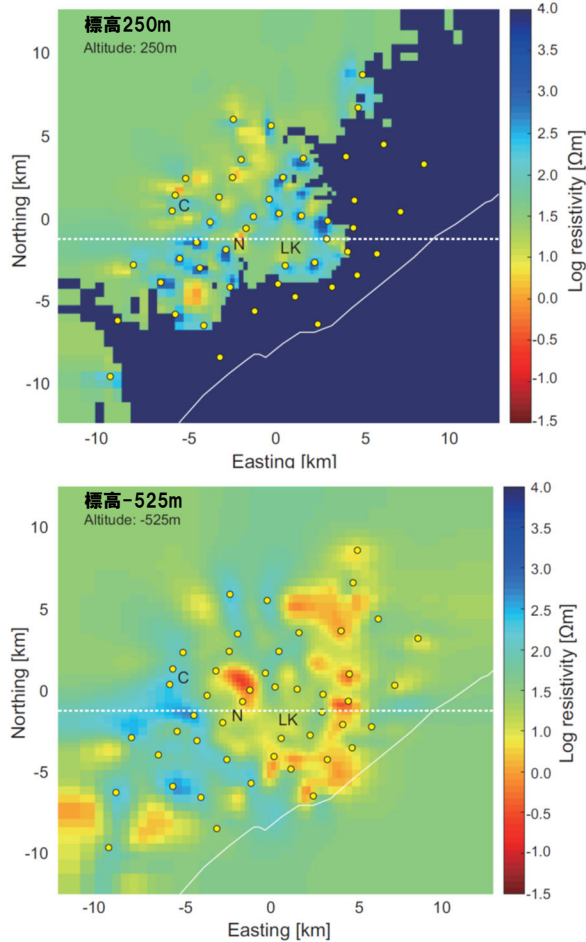 標高250m
Altitude: 250m
10
5
0
-5
-10
Northing [km]
C
N
LK
-10
-5
0
5
10
Easting [km]
4.0
3.5
3.0
2.5
2.0
1.5
1.0
0.5
0.0
-0.5
-1.0
-1.5
Log resistivity [Ωm]
標高-525m
Altitude: -525m
10
5
0
-5
-10
Northing [km]
C
N
LK
-10
-5
0
5
10
Easting [km]
4.0
3.5
3.0
2.5
2.0
1.5
1.0
0.5
0.0
-0.5
-1.0
-1.5
Log resistivity [Ωm]